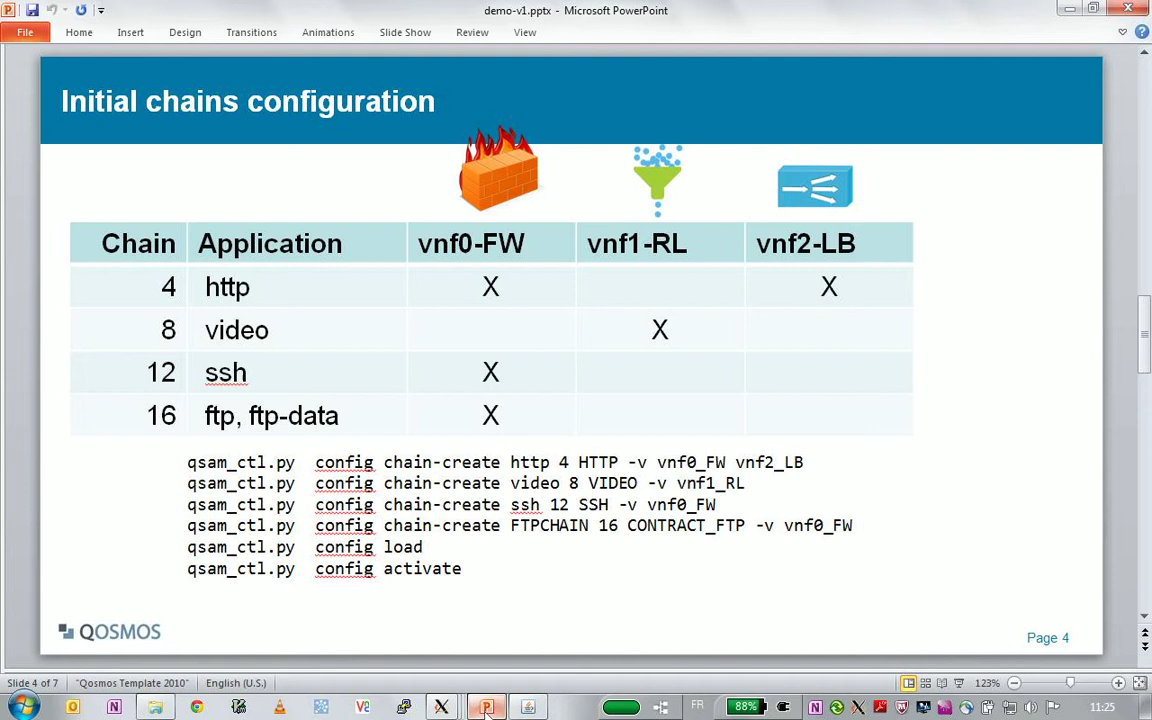 demo-v1.pptx - Microsoft PowerPoint
File Home Insert Design Transitions Animations Slide Show Review View
Initial chains configuration
Chain Application vnf0-FW vnf1-RL vnf2-LB
4 http X X
8 video X
12 ssh X
16 ftp, ftp-data X
qsam_ctl.py config chain-create http 4 HTTP -v vnf0_FW vnf2_LB
qsam_ctl.py config chain-create video 8 VIDEO -v vnf1_RL
qsam_ctl.py config chain-create ssh 12 SSH -v vnf0_FW
qsam_ctl.py config chain-create FTPCHAIN 16 CONTRACT_FTP -v vnf0_FW
qsam_ctl.py config load
qsam_ctl.py config activate
QOSMOS
Page 4
Slide 4 of 7 "Qosmos Template 2010" English (U.S.) 123%
FR 88% 11:25